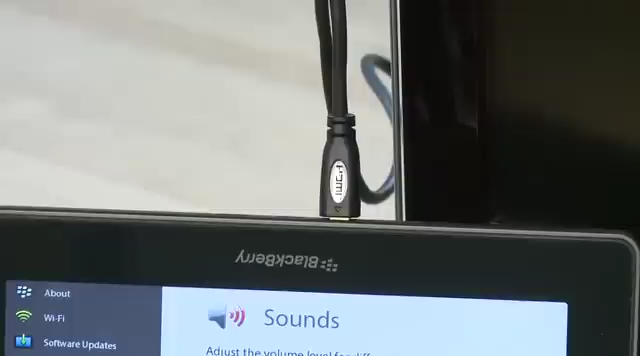 HDMI
BlackBerry
About
Wi-Fi
Software Updates
Sounds
Adjust the volume level for